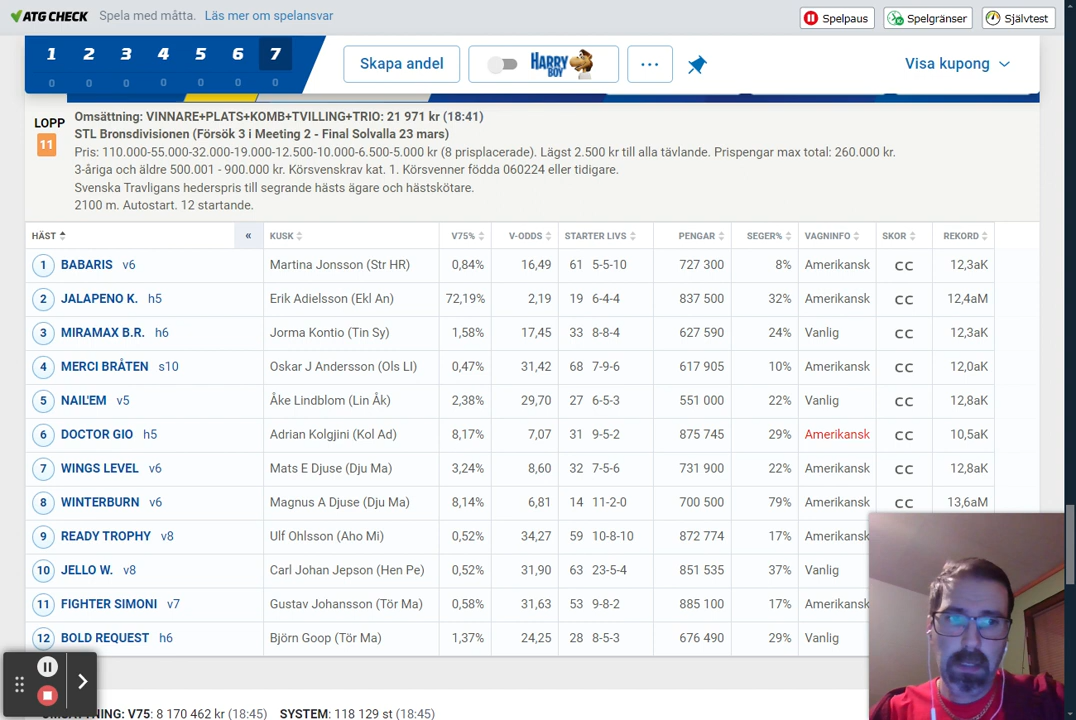 ATG CHECK Spela med måtta. Läs mer om spelansvar Spelpaus Spelgränser Självtest
1 2 3 4 5 6 7 Skapa andel HARRY BOY ... Visa kupong
0 0 0 0 0 0 0
LOPP Omsättning: VINNARE+PLATS+KOMB+TVILLING+TRIO: 21 971 kr (18:41)
11 STL Bronsdivisionen (Försök 3 i Meeting 2 - Final Solvalla 23 mars)
Pris: 110.000-55.000-32.000-19.000-12.500-10.000-6.500-5.000 kr (8 prisplacerade). Lägst 2.500 kr till alla tävlande. Prispengar max total: 260.000 kr.
3-åriga och äldre 500.001 - 900.000 kr. Körsvenskrav kat. 1. Körsvenner födda 060224 eller tidigare.
Svenska Travligans hederspris till segrande hästs ägare och hästskötare.
2100 m. Autostart. 12 startande.
HÄST « KUSK V75% V-ODDS STARTER LIVS PENGAR SEGER% VAGNINFO SKOR REKORD
1 BABARIS v6 Martina Jonsson (Str HR) 0,84% 16,49 61 5-5-10 727 300 8% Amerikansk C C 12,3aK
2 JALAPENO K. h5 Erik Adielsson (Ekl An) 72,19% 2,19 19 6-4-4 837 500 32% Amerikansk C C 12,4aM
3 MIRAMAX B.R. h6 Jorma Kontio (Tin Sy) 1,58% 17,45 33 8-8-4 627 590 24% Vanlig C C 12,3aK
4 MERCI BRÅTEN s10 Oskar J Andersson (Ols LI) 0,47% 31,42 68 7-9-6 617 905 10% Amerikansk C C 12,0aK
5 NAIL'EM v5 Åke Lindblom (Lin Åk) 2,38% 29,70 27 6-5-3 551 000 22% Vanlig C C 12,8aK
6 DOCTOR GIO h5 Adrian Kolgjini (Kol Ad) 8,17% 7,07 31 9-5-2 875 745 29% Amerikansk C C 10,5aK
7 WINGS LEVEL v6 Mats E Djuse (Dju Ma) 3,24% 8,60 32 7-5-6 731 900 22% Amerikansk C C 12,8aK
8 WINTERBURN v6 Magnus A Djuse (Dju Ma) 8,14% 6,81 14 11-2-0 700 500 79% Amerikansk C C 13,6aM
9 READY TROPHY v8 Ulf Ohlsson (Aho Mi) 0,52% 34,27 59 10-8-10 872 774 17% Amerikansk
10 JELLO W. v8 Carl Johan Jepson (Hen Pe) 0,52% 31,90 63 23-5-4 851 535 37% Vanlig
11 FIGHTER SIMONI v7 Gustav Johansson (Tör Ma) 0,58% 31,63 53 9-8-2 885 100 17% Amerikansk
12 BOLD REQUEST h6 Björn Goop (Tör Ma) 1,37% 24,25 28 8-5-3 676 490 29% Vanlig
OMSÄTTNING: V75: 8 170 462 kr (18:45) SYSTEM: 118 129 st (18:45)